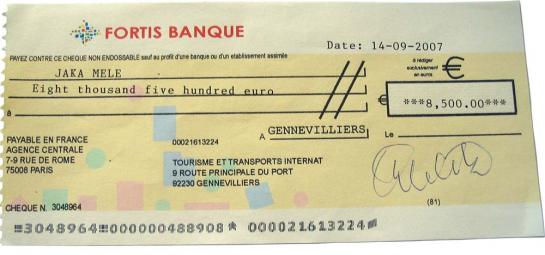 FORTIS BANQUE
Date: 14-09-2007
PAYEZ CONTRE CE CHEQUE NON ENDOSSABLE sauf au profit d'une banque ou d'un etablissement assimilée
à rédiger
exclusivement
en euros
€
JAKA MELE
Eight thousand five hundred euro
€ ***8,500.00***
à
A GENNEVILLIERS Le
PAYABLE EN FRANCE
AGENCE CENTRALE
7-9 RUE DE ROME
75008 PARIS
00021613224
TOURISME ET TRANSPORTS INTERNAT
9 ROUTE PRINCIPALE DU PORT
92230 GENNEVILLIERS
(81)
CHEQUE N. 3048964
3048964 000000488908 000021613224